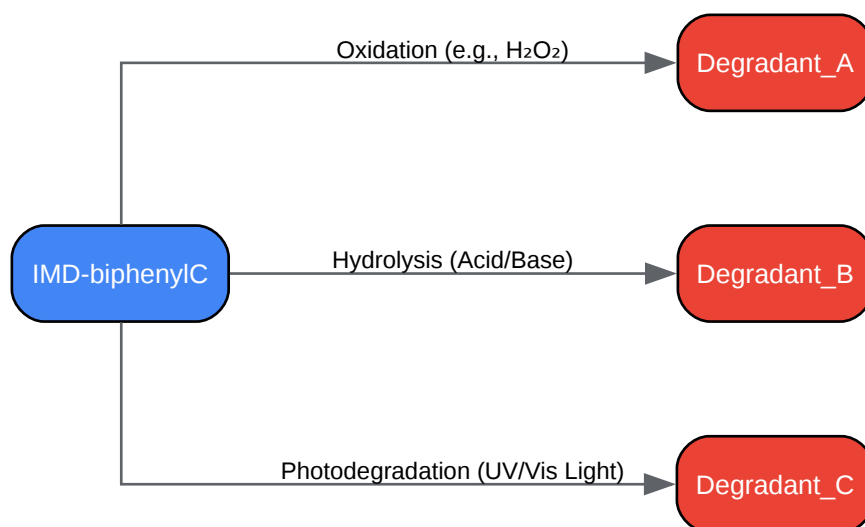 Oxidation (e.g., H₂O₂)
Degradant_A
IMD-biphenylC
Hydrolysis (Acid/Base)
Degradant_B
Photodegradation (UV/Vis Light)
Degradant_C